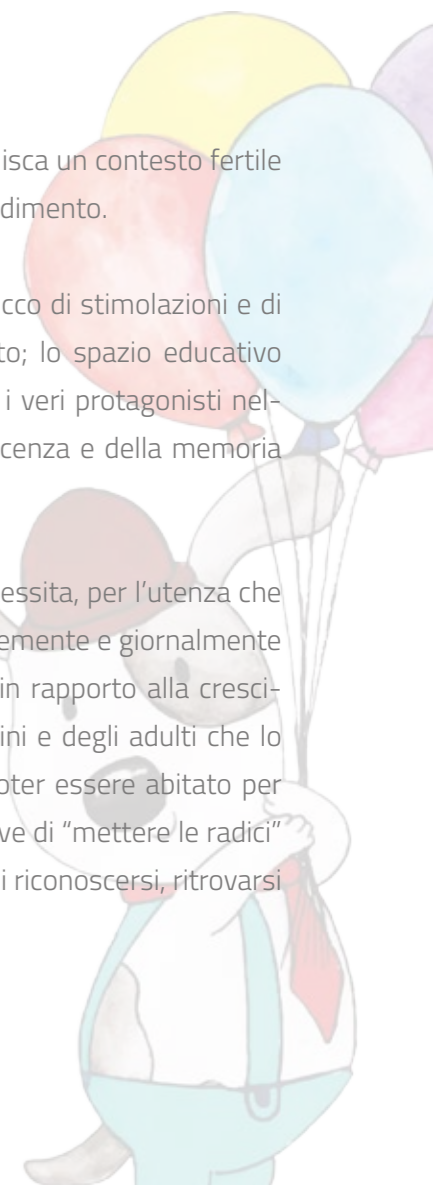 isca un contesto fertile
dimento.
cco di stimolazioni e di
to; lo spazio educativo
i veri protagonisti nel-
cenza e della memoria
essita, per l’utenza che
emente e giornalmente
in rapporto alla cresci-
ini e degli adulti che lo
oter essere abitato per
ve di “mettere le radici”
i riconoscersi, ritrovarsi